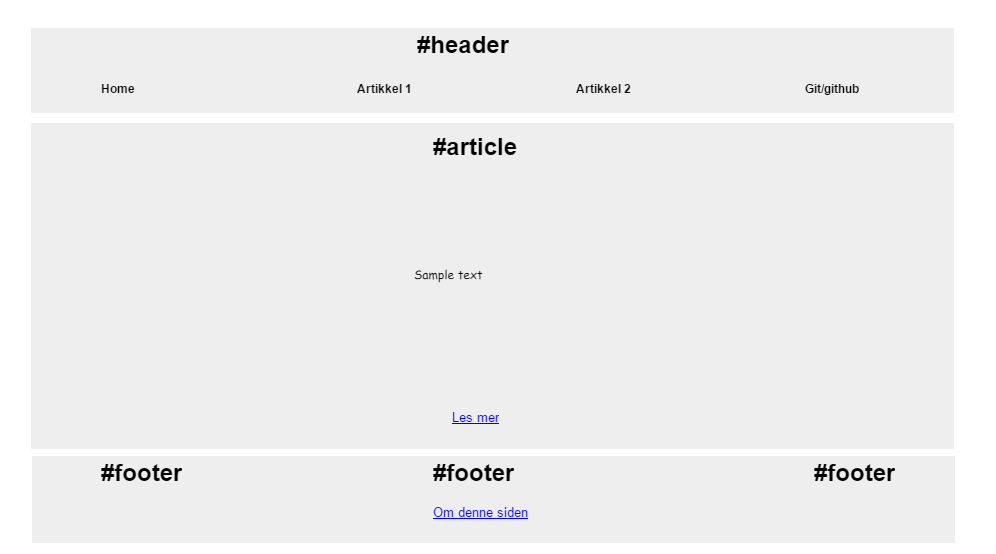 #header
Home Artikkel 1 Artikkel 2 Git/github
#article
Sample text
Les mer
#footer #footer #footer
Om denne siden